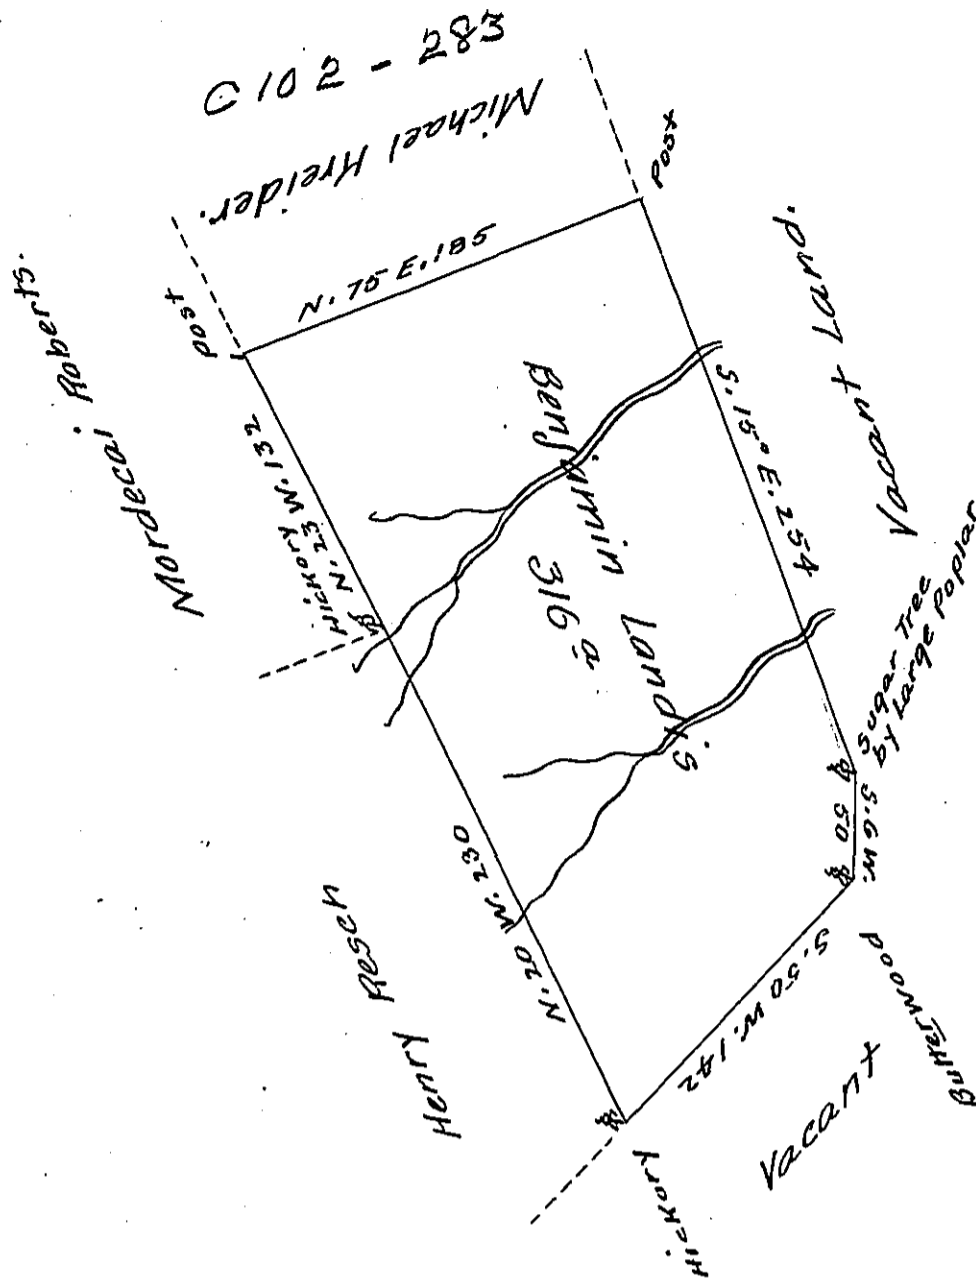 C 102 - 283
Michael Kreider.
Post
Post
N. 75 E. 185
Mordecai Roberts.
Hickory
N. 23 W. 132
Benjamin Landis.
316 a
S. 15° E. 254
Vacant Land.
Sugar Tree
by Large Poplar
S. 6 W.
50
Butterwood
S. 50 W. 142
Vacant
Hickory
N. 20 W. 230
Henry Resch